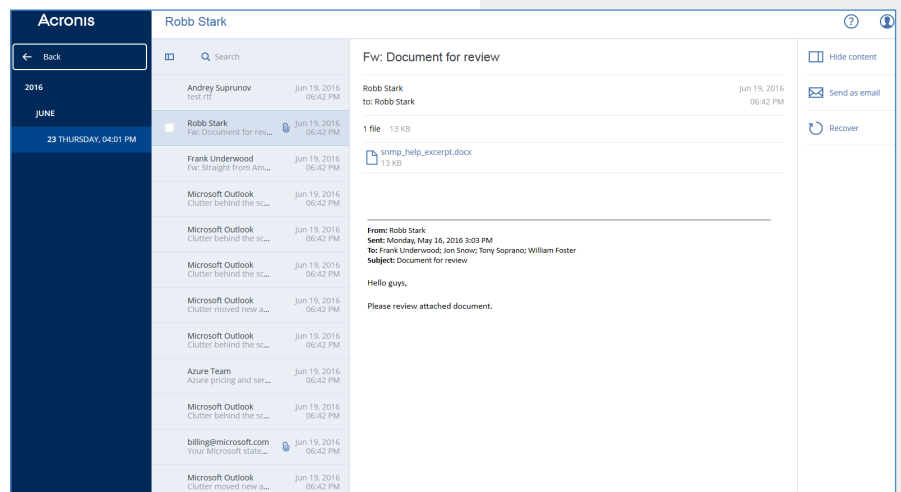 Acronis
Robb Stark
Back
2016
JUNE
23 THURSDAY, 04:01 PM
Search
Andrey Suprunov Jun 19, 2016
test rtf 06:42 PM
Robb Stark Jun 19, 2016
Fw: Document for rev... 06:42 PM
Frank Underwood Jun 19, 2016
Fw: Straight from Am... 06:42 PM
Microsoft Outlook Jun 19, 2016
Clutter behind the sc... 06:42 PM
Microsoft Outlook Jun 19, 2016
Clutter behind the sc... 06:42 PM
Microsoft Outlook Jun 19, 2016
Clutter behind the sc... 06:42 PM
Microsoft Outlook Jun 19, 2016
Clutter moved new a... 06:42 PM
Microsoft Outlook Jun 19, 2016
Clutter behind the sc... 06:42 PM
Azure Team Jun 19, 2016
Azure pricing and ser... 06:42 PM
Microsoft Outlook Jun 19, 2016
Clutter behind the sc... 06:42 PM
billing@microsoft.com Jun 19, 2016
Your Microsoft state... 06:42 PM
Microsoft Outlook Jun 19, 2016
Clutter moved new a... 06:42 PM
Fw: Document for review
Robb Stark Jun 19, 2016
to: Robb Stark 06:42 PM
1 file 13 KB
snmp_help_excerpt.docx
13 KB
From: Robb Stark
Sent: Monday, May 16, 2016 3:03 PM
To: Frank Underwood; Jon Snow; Tony Soprano; William Foster
Subject: Document for review
Hello guys,
Please review attached document.
?
Hide content
Send as email
Recover